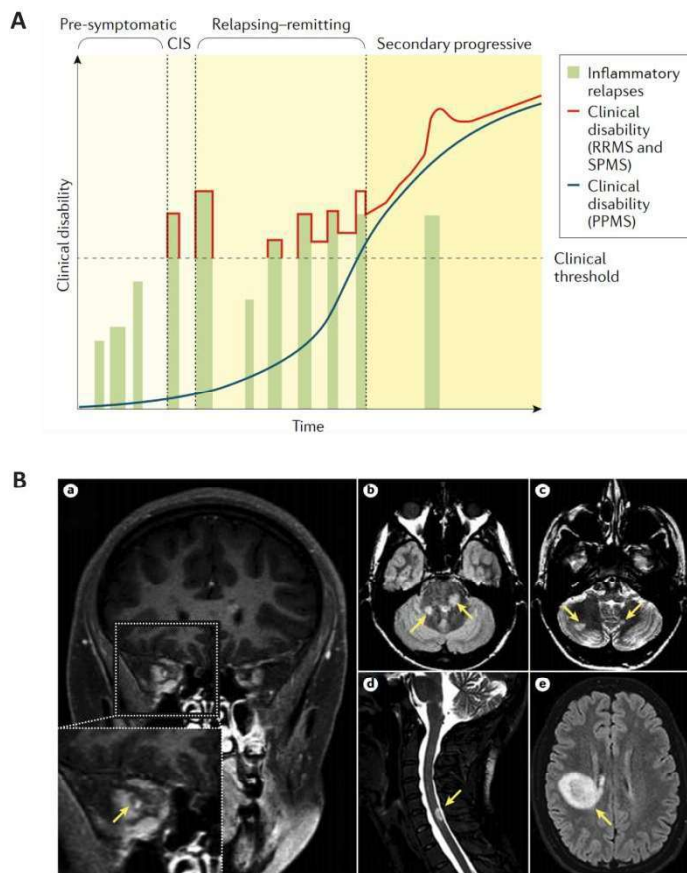 A
Pre-symptomatic
CIS
Relapsing–remitting
Secondary progressive
Inflammatory
relapses
Clinical
disability
(RRMS and
SPMS)
Clinical
disability
(PPMS)
Clinical disability
Clinical
threshold
Time
B
a
b
c
d
e